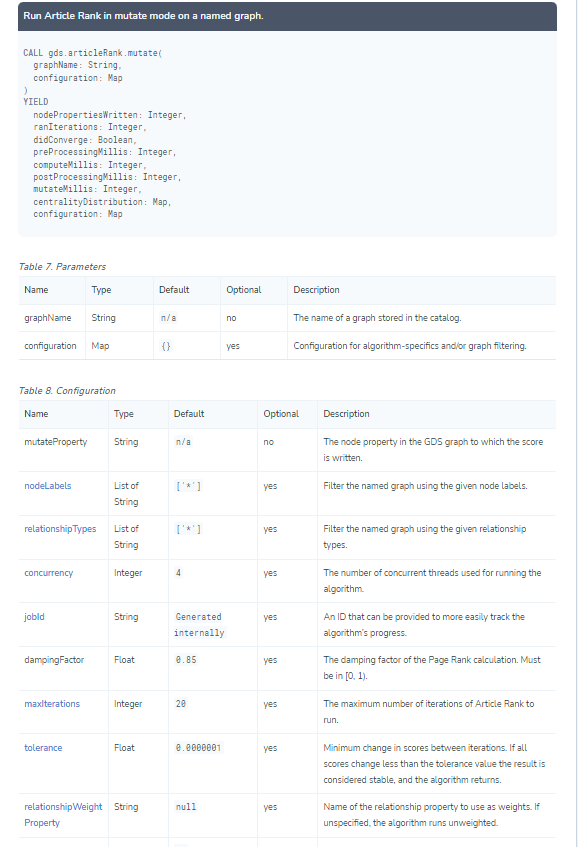 Run Article Rank in mutate mode on a named graph.
CALL gds.articleRank.mutate(
  graphName: String,
  configuration: Map
)
YIELD
  nodePropertiesWritten: Integer,
  ranIterations: Integer,
  didConverge: Boolean,
  preProcessingMillis: Integer,
  computeMillis: Integer,
  postProcessingMillis: Integer,
  mutateMillis: Integer,
  centralityDistribution: Map,
  configuration: Map
Table 7. Parameters
Name Type Default Optional Description
graphName String n/a no The name of a graph stored in the catalog.
configuration Map {} yes Configuration for algorithm-specifics and/or graph filtering.
Table 8. Configuration
Name Type Default Optional Description
mutateProperty String n/a no The node property in the GDS graph to which the score
is written.
nodeLabels List of ['*'] yes Filter the named graph using the given node labels.
String
relationshipTypes List of ['*'] yes Filter the named graph using the given relationship
String types.
concurrency Integer 4 yes The number of concurrent threads used for running the
algorithm.
jobId String Generated yes An ID that can be provided to more easily track the
internally algorithm's progress.
dampingFactor Float 0.85 yes The damping factor of the Page Rank calculation. Must
be in [0, 1).
maxIterations Integer 20 yes The maximum number of iterations of Article Rank to
run.
tolerance Float 0.0000001 yes Minimum change in scores between iterations. If all
scores change less than the tolerance value the result is
considered stable, and the algorithm returns.
relationshipWeight String null yes Name of the relationship property to use as weights. If
Property unspecified, the algorithm runs unweighted.